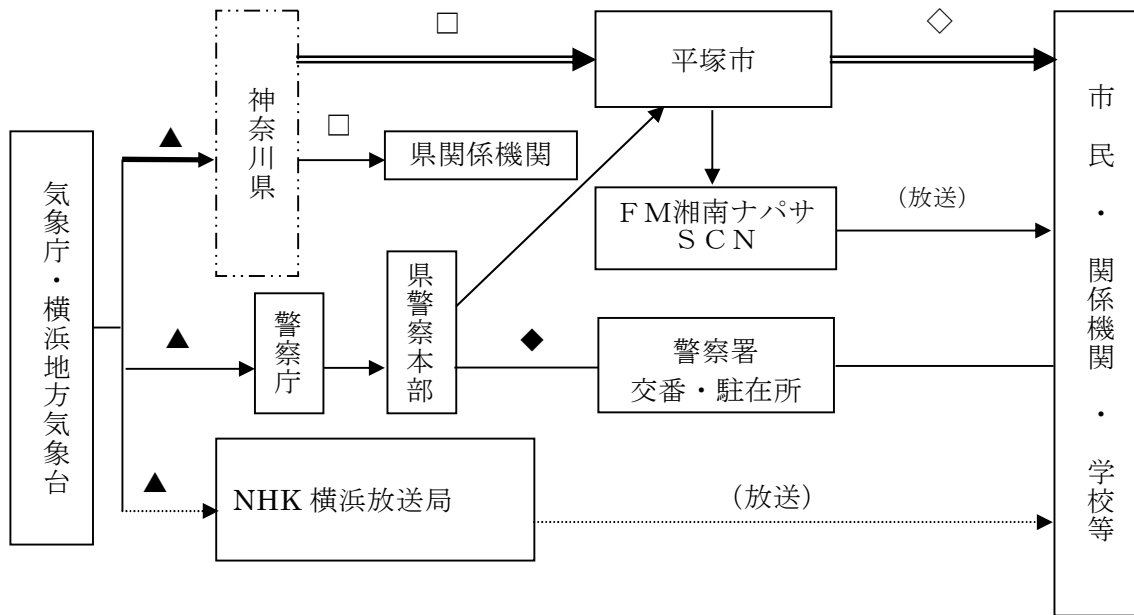 気象庁・横浜地方気象台
▲
神奈川県
□
平塚市
◇
□
県関係機関
FM湘南ナパサ
SCN
(放送)
▲
警察庁
県警察本部
◆
警察署
交番・駐在所
▲
NHK 横浜放送局
(放送)
市民・関係機関・学校等